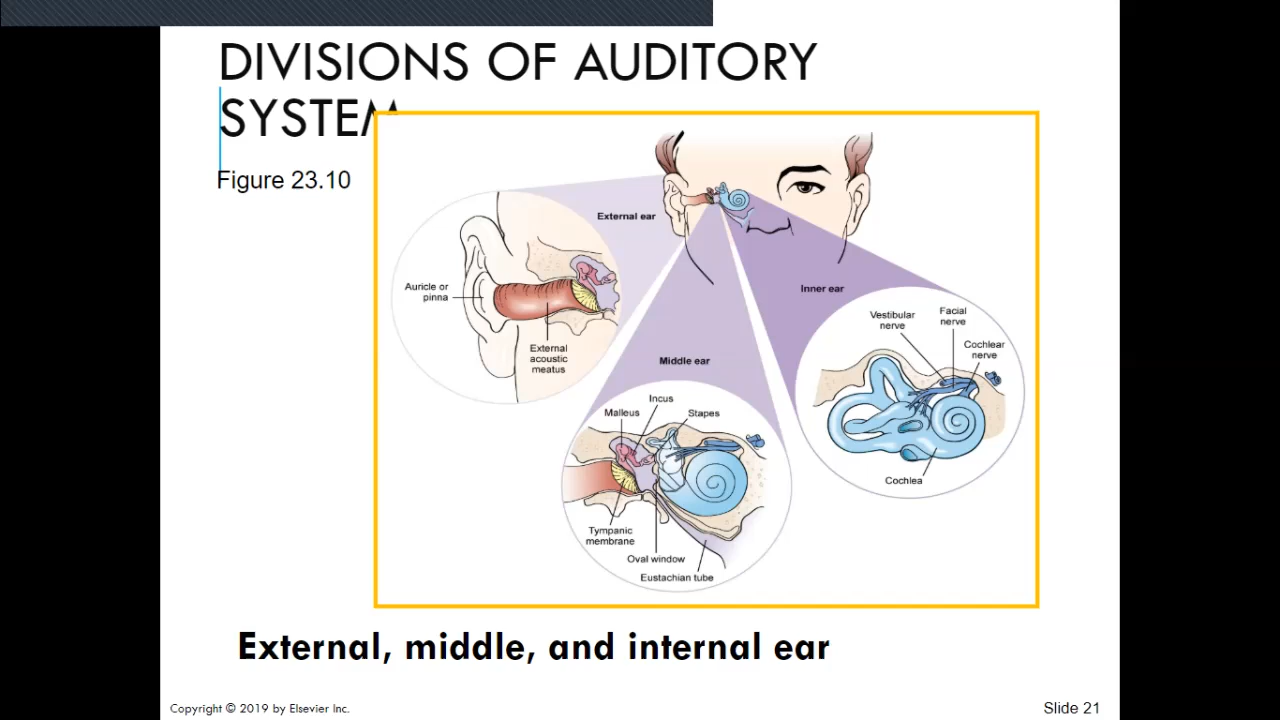 DIVISIONS OF AUDITORY
SYSTEM
Figure 23.10
External ear
Auricle or
pinna
External
acoustic
meatus
Middle ear
Malleus
Incus
Stapes
Tympanic
membrane
Oval window
Eustachian tube
Inner ear
Vestibular
nerve
Facial
nerve
Cochlear
nerve
Cochlea
External, middle, and internal ear
Copyright © 2019 by Elsevier Inc.
Slide 21